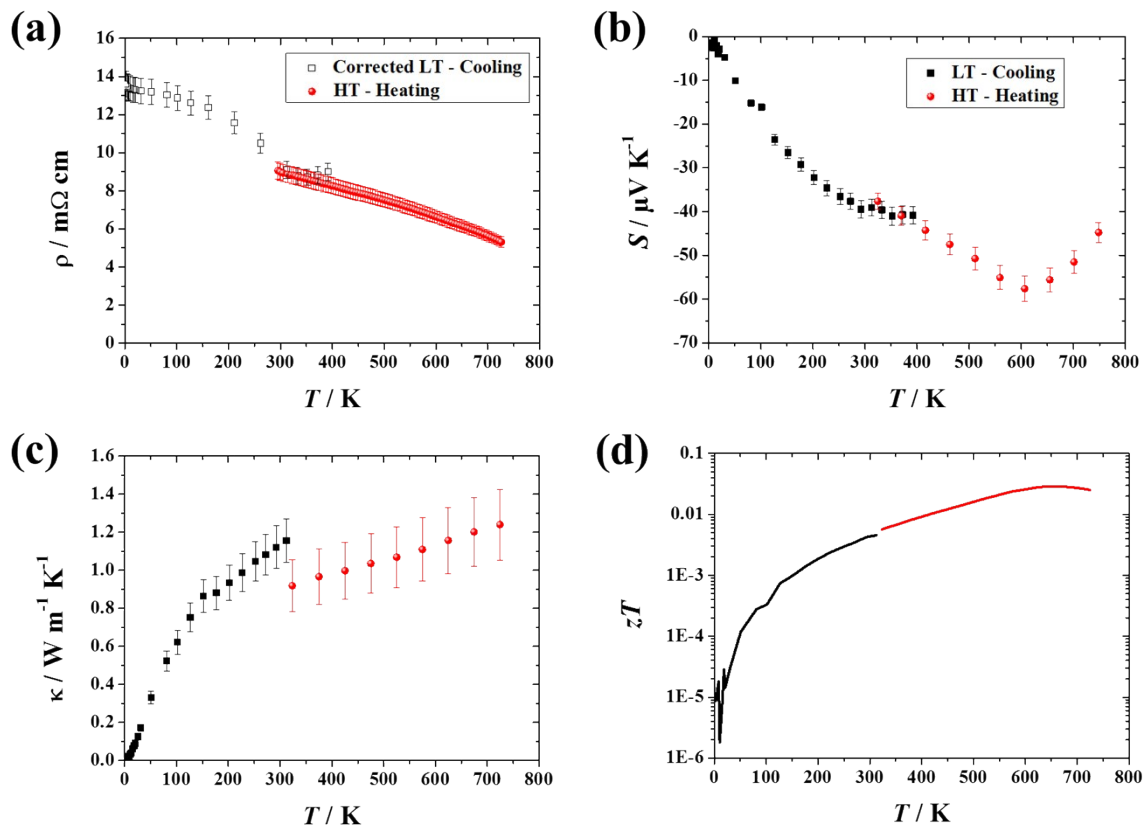 (a)
16
14
12
10
8
6
4
2
0
ρ / mΩ cm
Corrected LT - Cooling
HT - Heating
0 100 200 300 400 500 600 700 800
T / K
(b)
0
-10
-20
-30
-40
-50
-60
-70
S / μV K⁻¹
LT - Cooling
HT - Heating
0 100 200 300 400 500 600 700 800
T / K
(c)
1.6
1.4
1.2
1.0
0.8
0.6
0.4
0.2
0.0
κ / W m⁻¹ K⁻¹
0 100 200 300 400 500 600 700 800
T / K
(d)
0.1
0.01
1E-3
1E-4
1E-5
1E-6
zT
0 100 200 300 400 500 600 700 800
T / K